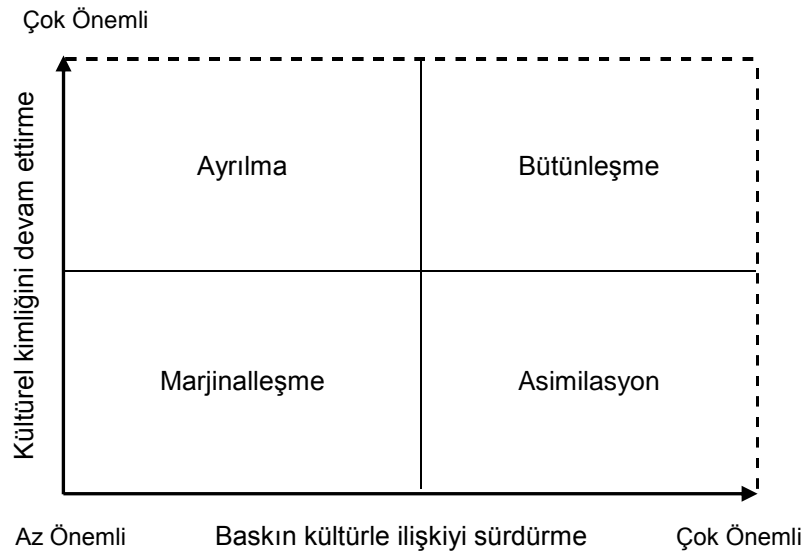 Çok Önemli
Kültürel kimliğini devam ettirme
Ayrılma
Bütünleşme
Marjinalleşme
Asimilasyon
Az Önemli
Baskın kültürle ilişkiyi sürdürme
Çok Önemli